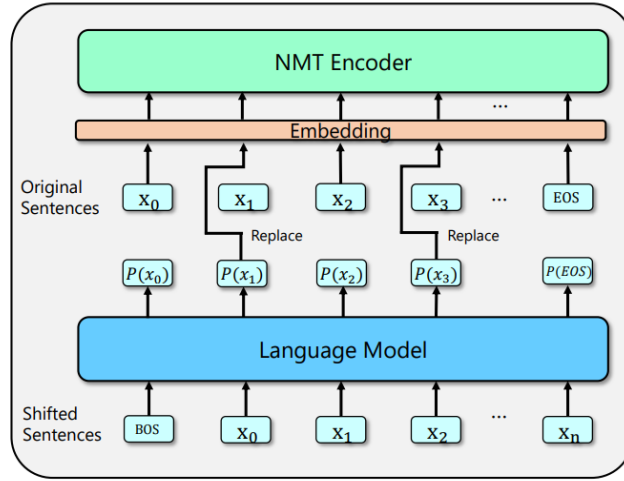 NMT Encoder
...
Embedding
Original
Sentences
x₀ x₁ x₂ x₃ ... EOS
Replace Replace
P(x₀) P(x₁) P(x₂) P(x₃) P(EOS)
Language Model
Shifted
Sentences
BOS x₀ x₁ x₂ ... xₙ